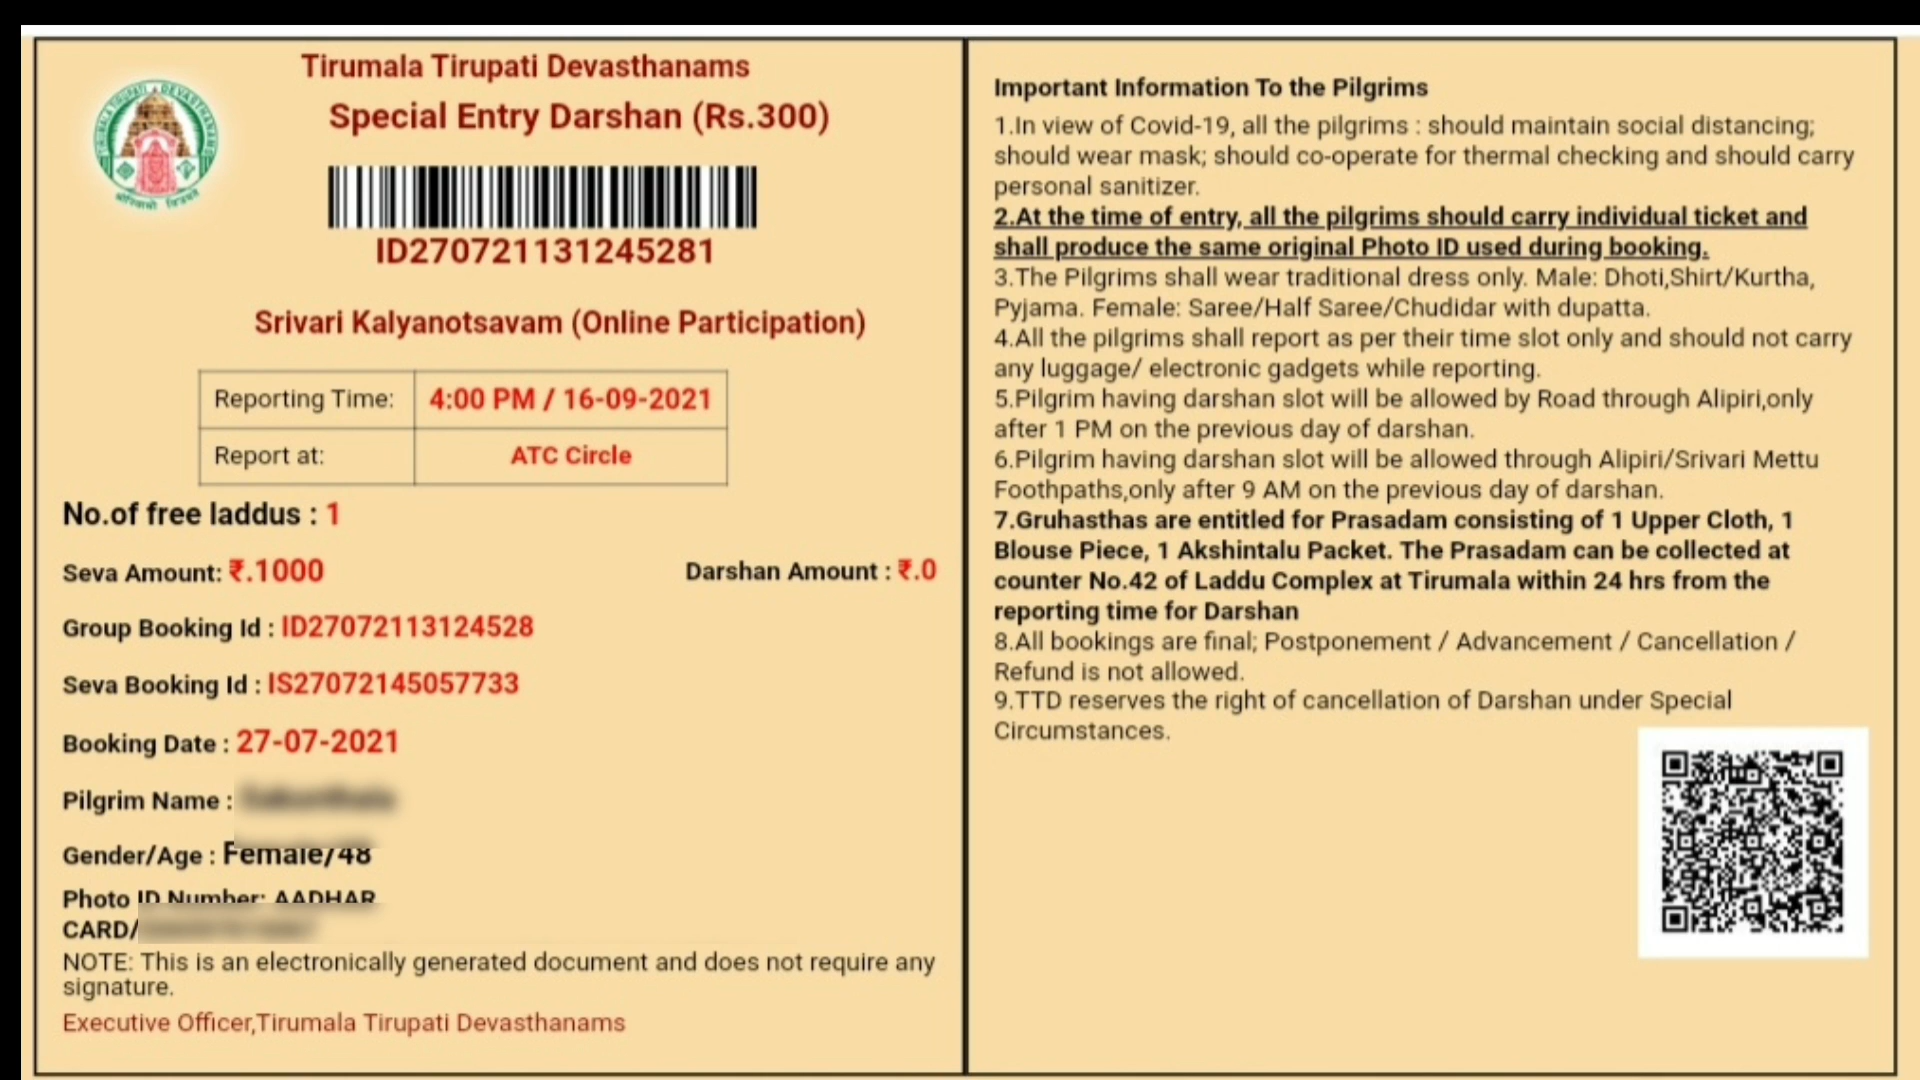 Tirumala Tirupati Devasthanams
Special Entry Darshan (Rs.300)
TIRUMALA TIRUPATI DEVASTHANAMS
ID270721131245281
Srivari Kalyanotsavam (Online Participation)
Reporting Time: 4:00 PM / 16-09-2021
Report at: ATC Circle
No.of free laddus : 1
Seva Amount: ₹.1000 Darshan Amount : ₹.0
Group Booking Id : ID27072113124528
Seva Booking Id : IS27072145057733
Booking Date : 27-07-2021
Pilgrim Name :
Gender/Age : Female/48
Photo ID Number: AADHAR
CARD/
NOTE: This is an electronically generated document and does not require any
signature.
Executive Officer,Tirumala Tirupati Devasthanams
Important Information To the Pilgrims
1.In view of Covid-19, all the pilgrims : should maintain social distancing;
should wear mask; should co-operate for thermal checking and should carry
personal sanitizer.
2.At the time of entry, all the pilgrims should carry individual ticket and
shall produce the same original Photo ID used during booking.
3.The Pilgrims shall wear traditional dress only. Male: Dhoti,Shirt/Kurtha,
Pyjama. Female: Saree/Half Saree/Chudidar with dupatta.
4.All the pilgrims shall report as per their time slot only and should not carry
any luggage/ electronic gadgets while reporting.
5.Pilgrim having darshan slot will be allowed by Road through Alipiri,only
after 1 PM on the previous day of darshan.
6.Pilgrim having darshan slot will be allowed through Alipiri/Srivari Mettu
Foothpaths,only after 9 AM on the previous day of darshan.
7.Gruhasthas are entitled for Prasadam consisting of 1 Upper Cloth, 1
Blouse Piece, 1 Akshintalu Packet. The Prasadam can be collected at
counter No.42 of Laddu Complex at Tirumala within 24 hrs from the
reporting time for Darshan
8.All bookings are final; Postponement / Advancement / Cancellation /
Refund is not allowed.
9.TTD reserves the right of cancellation of Darshan under Special
Circumstances.